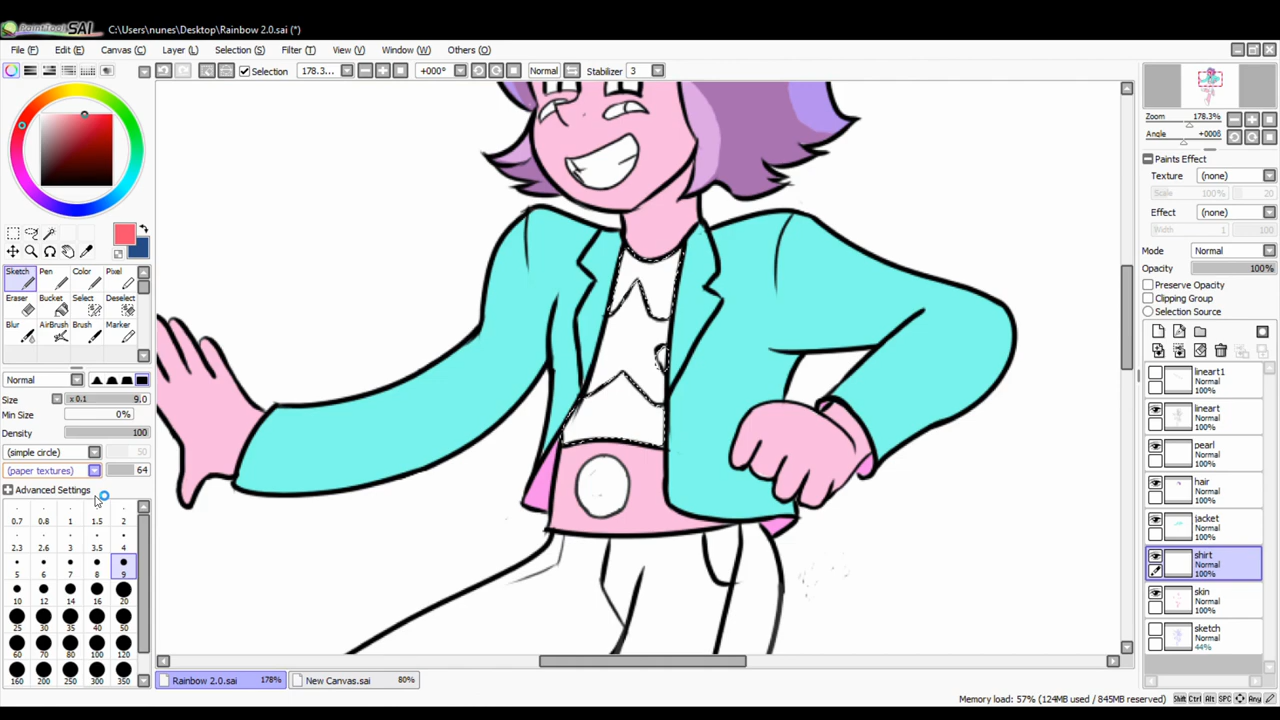 PaintTool SAI C:\Users\nunes\Desktop\Rainbow 2.0.sai (*)
File (F) Edit (E) Canvas (C) Layer (L) Selection (S) Filter (T) View (V) Window (W) Others (O)
Selection 178.3... +000° Normal Stabilizer 3
Zoom 178.3%
Angle +000°
Paints Effect
Texture (none)
Scale 100% 20
Effect (none)
Width 1 100
Mode Normal
Opacity 100%
Preserve Opacity
Clipping Group
Selection Source
Sketch Pen Color Pixel
Eraser Bucket Select Deselect
Blur AirBrush Brush Marker
Normal
Size x 0.1 9.0
Min Size 0%
Density 100
(simple circle) 50
(paper textures) 64
Advanced Settings
0.7 0.8 1 1.5 2
2.3 2.6 3 3.5 4
5 6 7 8 9
10 12 14 16 20
25 30 35 40 50
60 70 80 100 120
160 200 250 300 350
lineart1
Normal
100%
lineart
Normal
100%
pearl
Normal
100%
hair
Normal
100%
jacket
Normal
100%
shirt
Normal
100%
skin
Normal
100%
sketch
Normal
44%
Rainbow 2.0.sai 178% New Canvas.sai 80%
Memory load: 57% (124MB used / 845MB reserved) Shift Ctrl Alt SPC Any